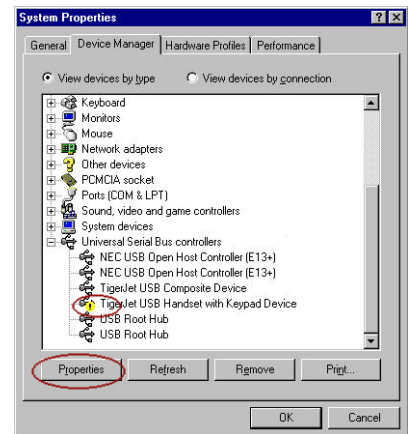 System Properties
General Device Manager Hardware Profiles Performance
View devices by type View devices by connection
Keyboard
Monitors
Mouse
Network adapters
Other devices
PCMCIA socket
Ports (COM & LPT)
Sound, video and game controllers
System devices
Universal Serial Bus controllers
NEC USB Open Host Controller (E13+)
NEC USB Open Host Controller (E13+)
TigerJet USB Composite Device
TigerJet USB Handset with Keypad Device
USB Root Hub
USB Root Hub
Properties Refresh Remove Print...
OK Cancel